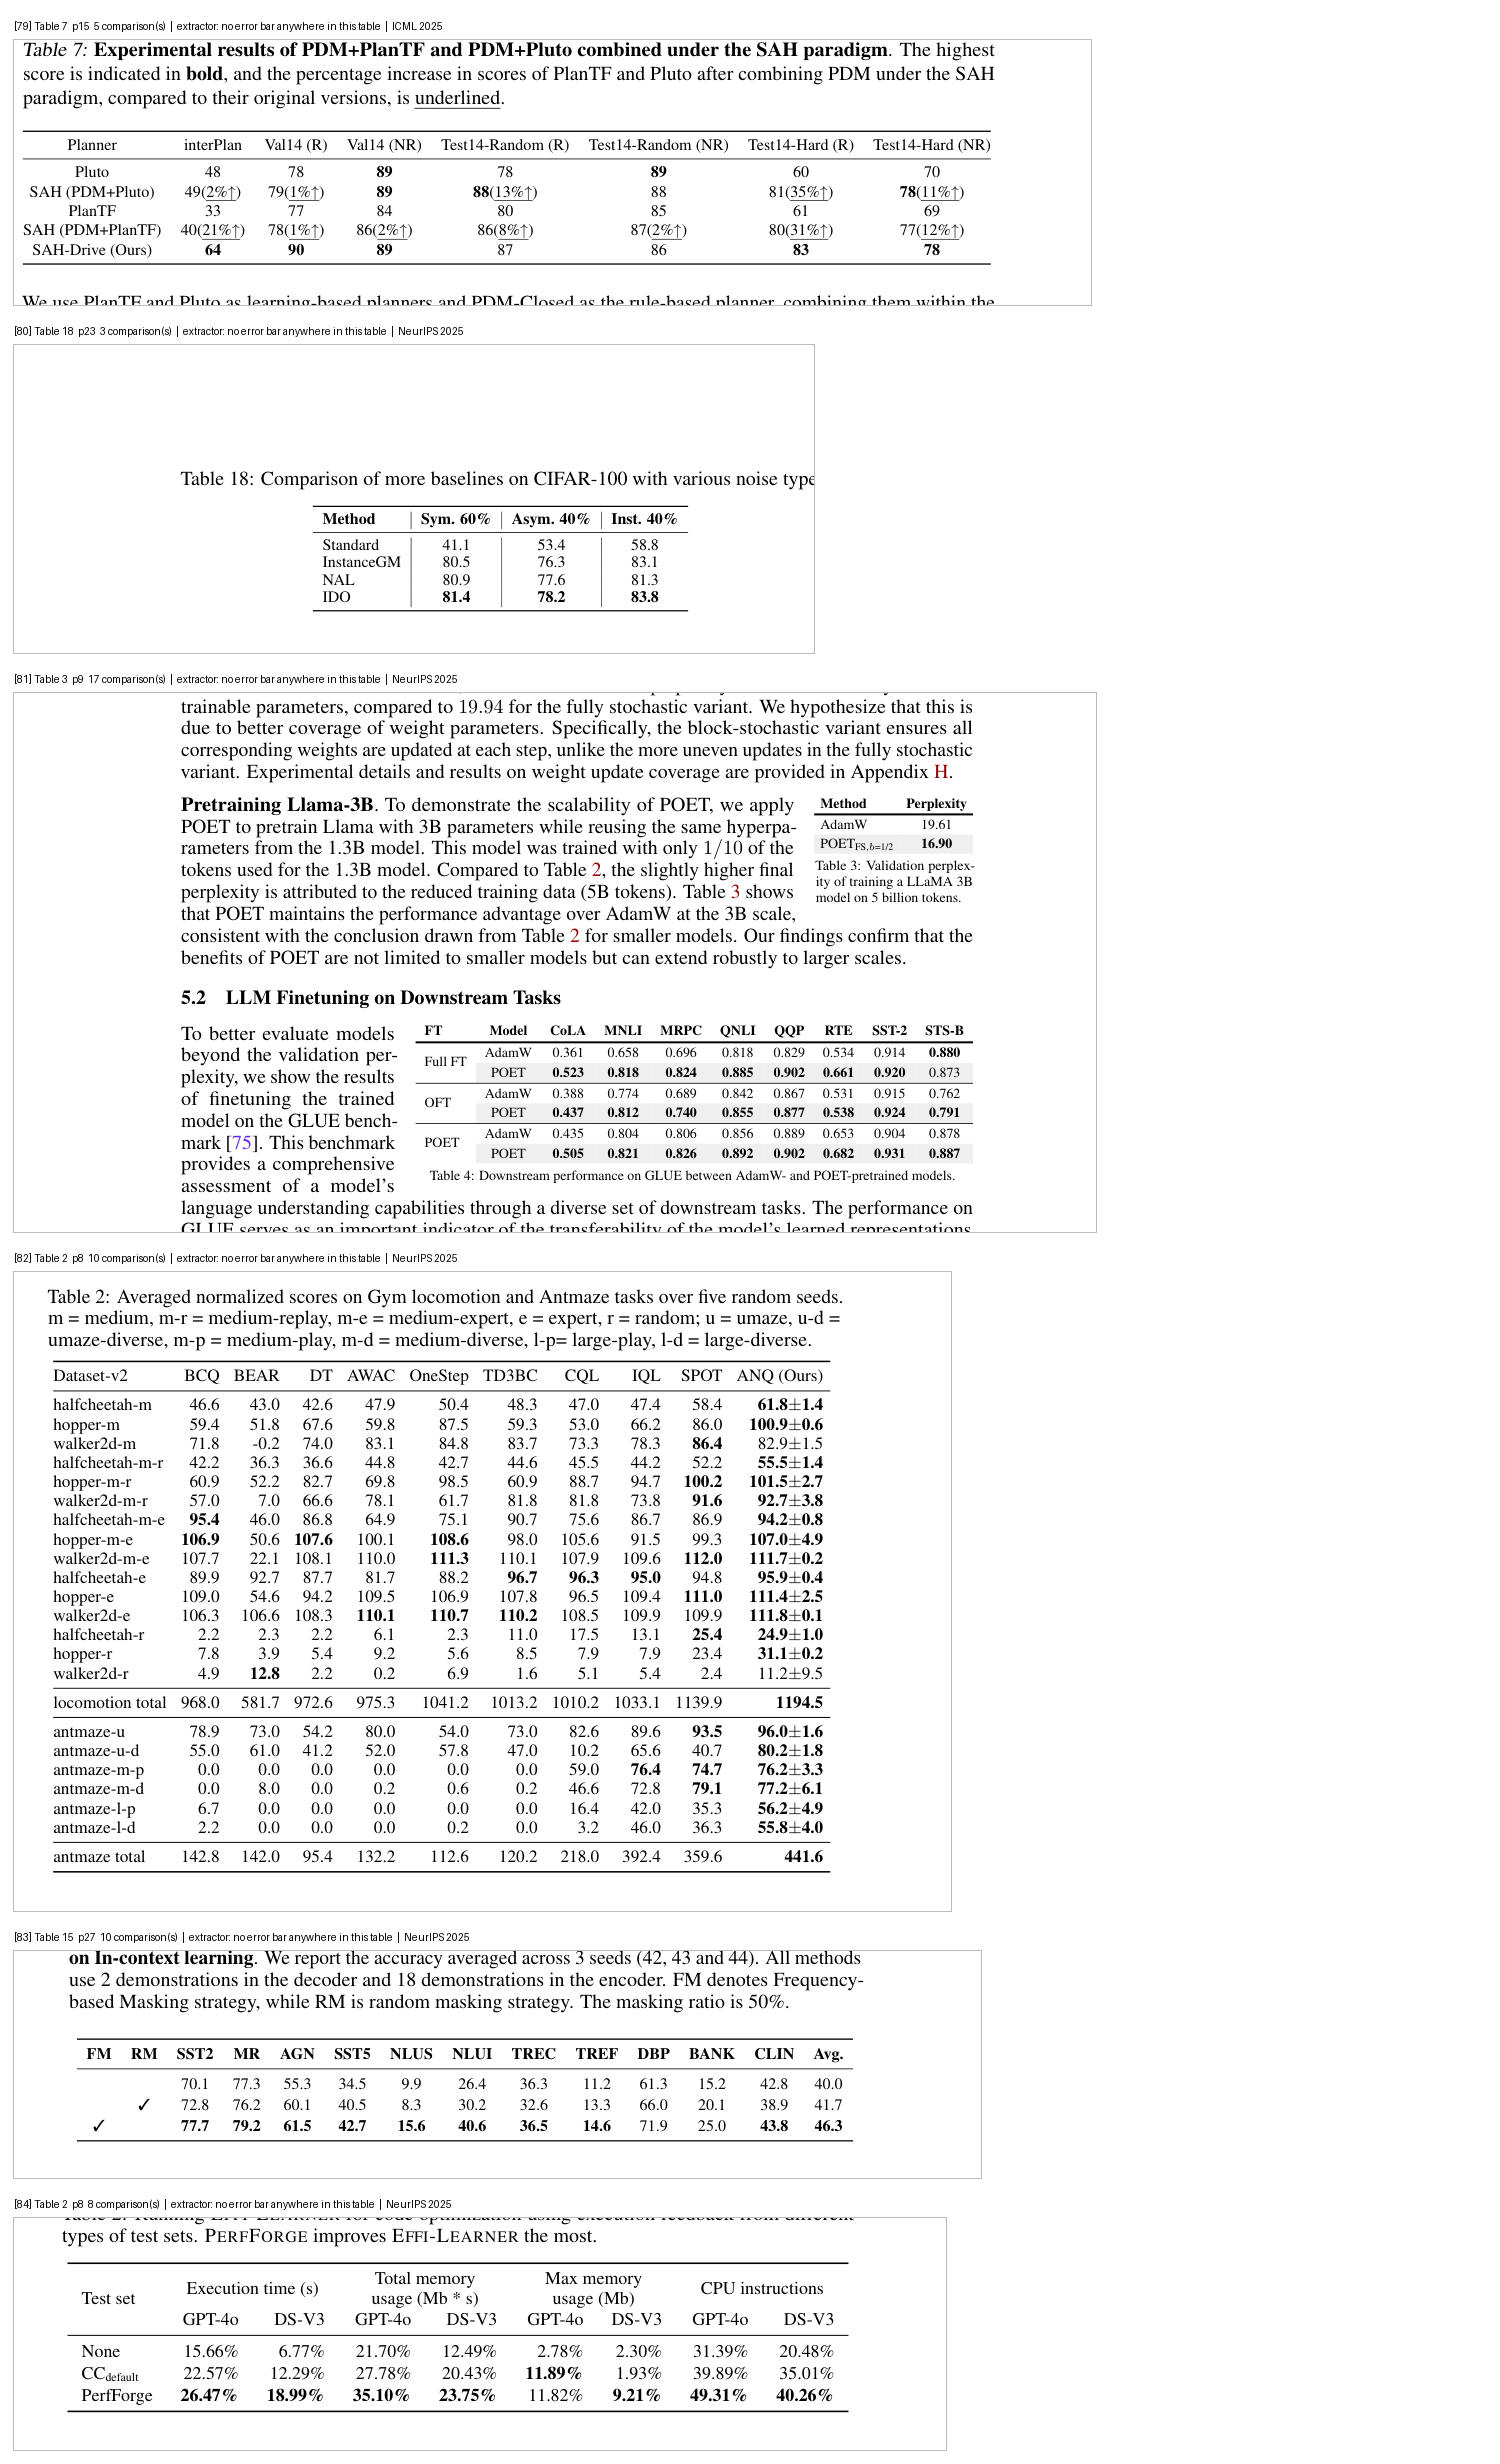 [79] Table 7 p15 5 comparison(s) | extractor: no error bar anywhere in this table | ICML 2025
Table 7: Experimental results of PDM+PlanTF and PDM+Pluto combined under the SAH paradigm. The highest
score is indicated in bold, and the percentage increase in scores of PlanTF and Pluto after combining PDM under the SAH
paradigm, compared to their original versions, is underlined.
Planner interPlan Val14 (R) Val14 (NR) Test14-Random (R) Test14-Random (NR) Test14-Hard (R) Test14-Hard (NR)
Pluto 48 78 89 78 89 60 70
SAH (PDM+Pluto) 49(2%↑) 79(1%↑) 89 88(13%↑) 88 81(35%↑) 78(11%↑)
PlanTF 33 77 84 80 85 61 69
SAH (PDM+PlanTF) 40(21%↑) 78(1%↑) 86(2%↑) 86(8%↑) 87(2%↑) 80(31%↑) 77(12%↑)
SAH-Drive (Ours) 64 90 89 87 86 83 78
We use PlanTF and Pluto as learning-based planners and PDM-Closed as the rule-based planner, combining them within the
[80] Table 18 p23 3 comparison(s) | extractor: no error bar anywhere in this table | NeurIPS 2025
Table 18: Comparison of more baselines on CIFAR-100 with various noise type
Method Sym. 60% Asym. 40% Inst. 40%
Standard 41.1 53.4 58.8
InstanceGM 80.5 76.3 83.1
NAL 80.9 77.6 81.3
IDO 81.4 78.2 83.8
[81] Table 3 p9 17 comparison(s) | extractor: no error bar anywhere in this table | NeurIPS 2025
trainable parameters, compared to 19.94 for the fully stochastic variant. We hypothesize that this is
due to better coverage of weight parameters. Specifically, the block-stochastic variant ensures all
corresponding weights are updated at each step, unlike the more uneven updates in the fully stochastic
variant. Experimental details and results on weight update coverage are provided in Appendix H.
Pretraining Llama-3B. To demonstrate the scalability of POET, we apply
POET to pretrain Llama with 3B parameters while reusing the same hyperpa-
rameters from the 1.3B model. This model was trained with only 1/10 of the
tokens used for the 1.3B model. Compared to Table 2, the slightly higher final
perplexity is attributed to the reduced training data (5B tokens). Table 3 shows
that POET maintains the performance advantage over AdamW at the 3B scale,
consistent with the conclusion drawn from Table 2 for smaller models. Our findings confirm that the
benefits of POET are not limited to smaller models but can extend robustly to larger scales.
Method Perplexity
AdamW 19.61
POET FS,b=1/2 16.90
Table 3: Validation perplex-
ity of training a LLaMA 3B
model on 5 billion tokens.
5.2 LLM Finetuning on Downstream Tasks
To better evaluate models
beyond the validation per-
plexity, we show the results
of finetuning the trained
model on the GLUE bench-
mark [75]. This benchmark
provides a comprehensive
assessment of a model's
FT Model CoLA MNLI MRPC QNLI QQP RTE SST-2 STS-B
Full FT AdamW 0.361 0.658 0.696 0.818 0.829 0.534 0.914 0.880
POET 0.523 0.818 0.824 0.885 0.902 0.661 0.920 0.873
OFT AdamW 0.388 0.774 0.689 0.842 0.867 0.531 0.915 0.762
POET 0.437 0.812 0.740 0.855 0.877 0.538 0.924 0.791
POET AdamW 0.435 0.804 0.806 0.856 0.889 0.653 0.904 0.878
POET 0.505 0.821 0.826 0.892 0.902 0.682 0.931 0.887
Table 4: Downstream performance on GLUE between AdamW- and POET-pretrained models.
language understanding capabilities through a diverse set of downstream tasks. The performance on
GLUE serves as an important indicator of the transferability of the model's learned representations
[82] Table 2 p8 10 comparison(s) | extractor: no error bar anywhere in this table | NeurIPS 2025
Table 2: Averaged normalized scores on Gym locomotion and Antmaze tasks over five random seeds.
m = medium, m-r = medium-replay, m-e = medium-expert, e = expert, r = random; u = umaze, u-d =
umaze-diverse, m-p = medium-play, m-d = medium-diverse, l-p= large-play, l-d = large-diverse.
Dataset-v2 BCQ BEAR DT AWAC OneStep TD3BC CQL IQL SPOT ANQ (Ours)
halfcheetah-m 46.6 43.0 42.6 47.9 50.4 48.3 47.0 47.4 58.4 61.8±1.4
hopper-m 59.4 51.8 67.6 59.8 87.5 59.3 53.0 66.2 86.0 100.9±0.6
walker2d-m 71.8 -0.2 74.0 83.1 84.8 83.7 73.3 78.3 86.4 82.9±1.5
halfcheetah-m-r 42.2 36.3 36.6 44.8 42.7 44.6 45.5 44.2 52.2 55.5±1.4
hopper-m-r 60.9 52.2 82.7 69.8 98.5 60.9 88.7 94.7 100.2 101.5±2.7
walker2d-m-r 57.0 7.0 66.6 78.1 61.7 81.8 81.8 73.8 91.6 92.7±3.8
halfcheetah-m-e 95.4 46.0 86.8 64.9 75.1 90.7 75.6 86.7 86.9 94.2±0.8
hopper-m-e 106.9 50.6 107.6 100.1 108.6 98.0 105.6 91.5 99.3 107.0±4.9
walker2d-m-e 107.7 22.1 108.1 110.0 111.3 110.1 107.9 109.6 112.0 111.7±0.2
halfcheetah-e 89.9 92.7 87.7 81.7 88.2 96.7 96.3 95.0 94.8 95.9±0.4
hopper-e 109.0 54.6 94.2 109.5 106.9 107.8 96.5 109.4 111.0 111.4±2.5
walker2d-e 106.3 106.6 108.3 110.1 110.7 110.2 108.5 109.9 109.9 111.8±0.1
halfcheetah-r 2.2 2.3 2.2 6.1 2.3 11.0 17.5 13.1 25.4 24.9±1.0
hopper-r 7.8 3.9 5.4 9.2 5.6 8.5 7.9 7.9 23.4 31.1±0.2
walker2d-r 4.9 12.8 2.2 0.2 6.9 1.6 5.1 5.4 2.4 11.2±9.5
locomotion total 968.0 581.7 972.6 975.3 1041.2 1013.2 1010.2 1033.1 1139.9 1194.5
antmaze-u 78.9 73.0 54.2 80.0 54.0 73.0 82.6 89.6 93.5 96.0±1.6
antmaze-u-d 55.0 61.0 41.2 52.0 57.8 47.0 10.2 65.6 40.7 80.2±1.8
antmaze-m-p 0.0 0.0 0.0 0.0 0.0 0.0 59.0 76.4 74.7 76.2±3.3
antmaze-m-d 0.0 8.0 0.0 0.2 0.6 0.2 46.6 72.8 79.1 77.2±6.1
antmaze-l-p 6.7 0.0 0.0 0.0 0.0 0.0 16.4 42.0 35.3 56.2±4.9
antmaze-l-d 2.2 0.0 0.0 0.0 0.2 0.0 3.2 46.0 36.3 55.8±4.0
antmaze total 142.8 142.0 95.4 132.2 112.6 120.2 218.0 392.4 359.6 441.6
[83] Table 15 p27 10 comparison(s) | extractor: no error bar anywhere in this table | NeurIPS 2025
on In-context learning. We report the accuracy averaged across 3 seeds (42, 43 and 44). All methods
use 2 demonstrations in the decoder and 18 demonstrations in the encoder. FM denotes Frequency-
based Masking strategy, while RM is random masking strategy. The masking ratio is 50%.
FM RM SST2 MR AGN SST5 NLUS NLUI TREC TREF DBP BANK CLIN Avg.
70.1 77.3 55.3 34.5 9.9 26.4 36.3 11.2 61.3 15.2 42.8 40.0
✓ 72.8 76.2 60.1 40.5 8.3 30.2 32.6 13.3 66.0 20.1 38.9 41.7
✓ 77.7 79.2 61.5 42.7 15.6 40.6 36.5 14.6 71.9 25.0 43.8 46.3
[84] Table 2 p8 8 comparison(s) | extractor: no error bar anywhere in this table | NeurIPS 2025
Table 2: Running EFFI-LEARNER for code optimization using execution feedback from different
types of test sets. PERFFORGE improves EFFI-LEARNER the most.
Test set Execution time (s) Total memory usage (Mb * s) Max memory usage (Mb) CPU instructions
GPT-4o DS-V3 GPT-4o DS-V3 GPT-4o DS-V3 GPT-4o DS-V3
None 15.66% 6.77% 21.70% 12.49% 2.78% 2.30% 31.39% 20.48%
CCdefault 22.57% 12.29% 27.78% 20.43% 11.89% 1.93% 39.89% 35.01%
PerfForge 26.47% 18.99% 35.10% 23.75% 11.82% 9.21% 49.31% 40.26%